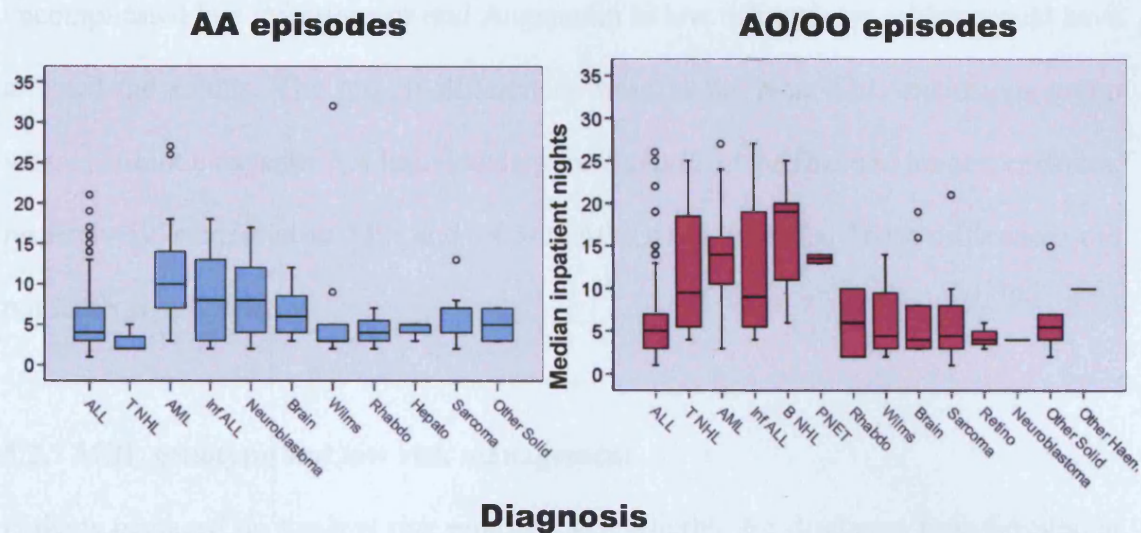 AA episodes
AO/OO episodes
35
30
25
20
15
10
5
0
ALL
TNHL
AML
Inf ALL
Neuroblastoma
Brain
Wilms
Rhabdo
Hepato
Sarcoma
Other Solid
Median inpatient nights
35
30
25
20
15
10
5
0
ALL
T NHL
AML
Inf ALL
B NHL
PNET
Rhabdo
Wilms
Brain
Sarcoma
Retino
Neuroblastoma
Other Solid
Other Haem.
Diagnosis